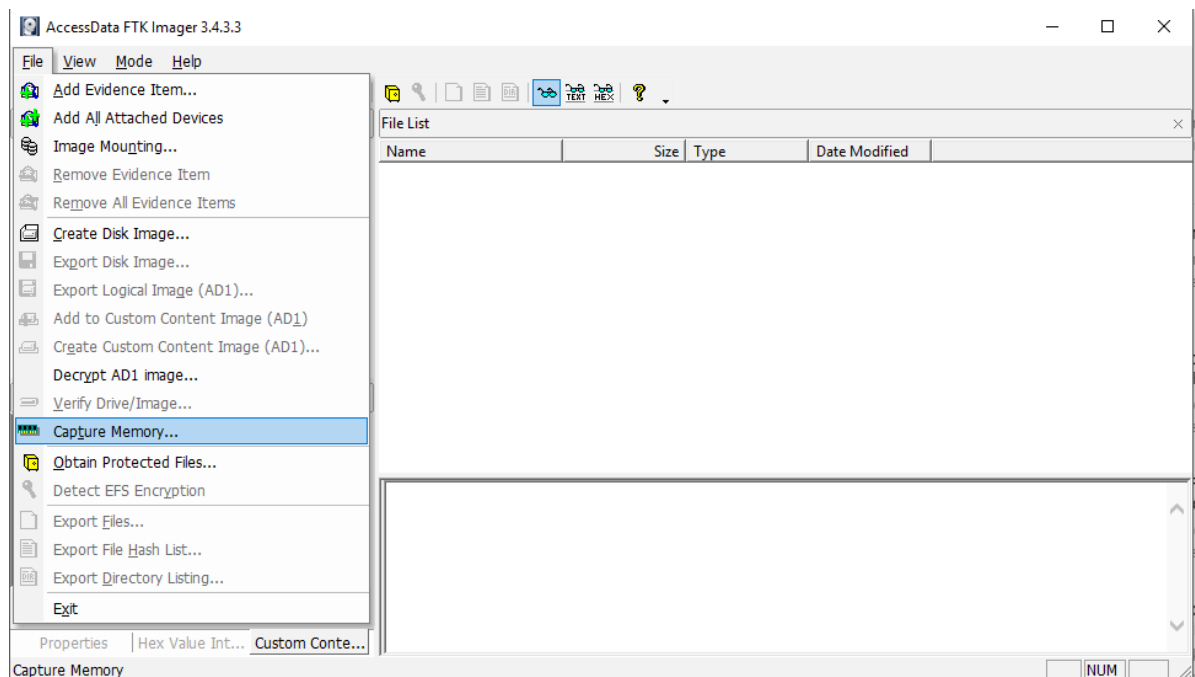 AccessData FTK Imager 3.4.3.3
File View Mode Help
Add Evidence Item...
Add All Attached Devices
Image Mounting...
Remove Evidence Item
Remove All Evidence Items
Create Disk Image...
Export Disk Image...
Export Logical Image (AD1)...
Add to Custom Content Image (AD1)
Create Custom Content Image (AD1)...
Decrypt AD1 image...
Verify Drive/Image...
Capture Memory...
Obtain Protected Files...
Detect EFS Encryption
Export Files...
Export File Hash List...
Export Directory Listing...
Exit
Properties Hex Value Int... Custom Conte...
DIR TEXT HEX
File List
Name Size Type Date Modified
Capture Memory NUM